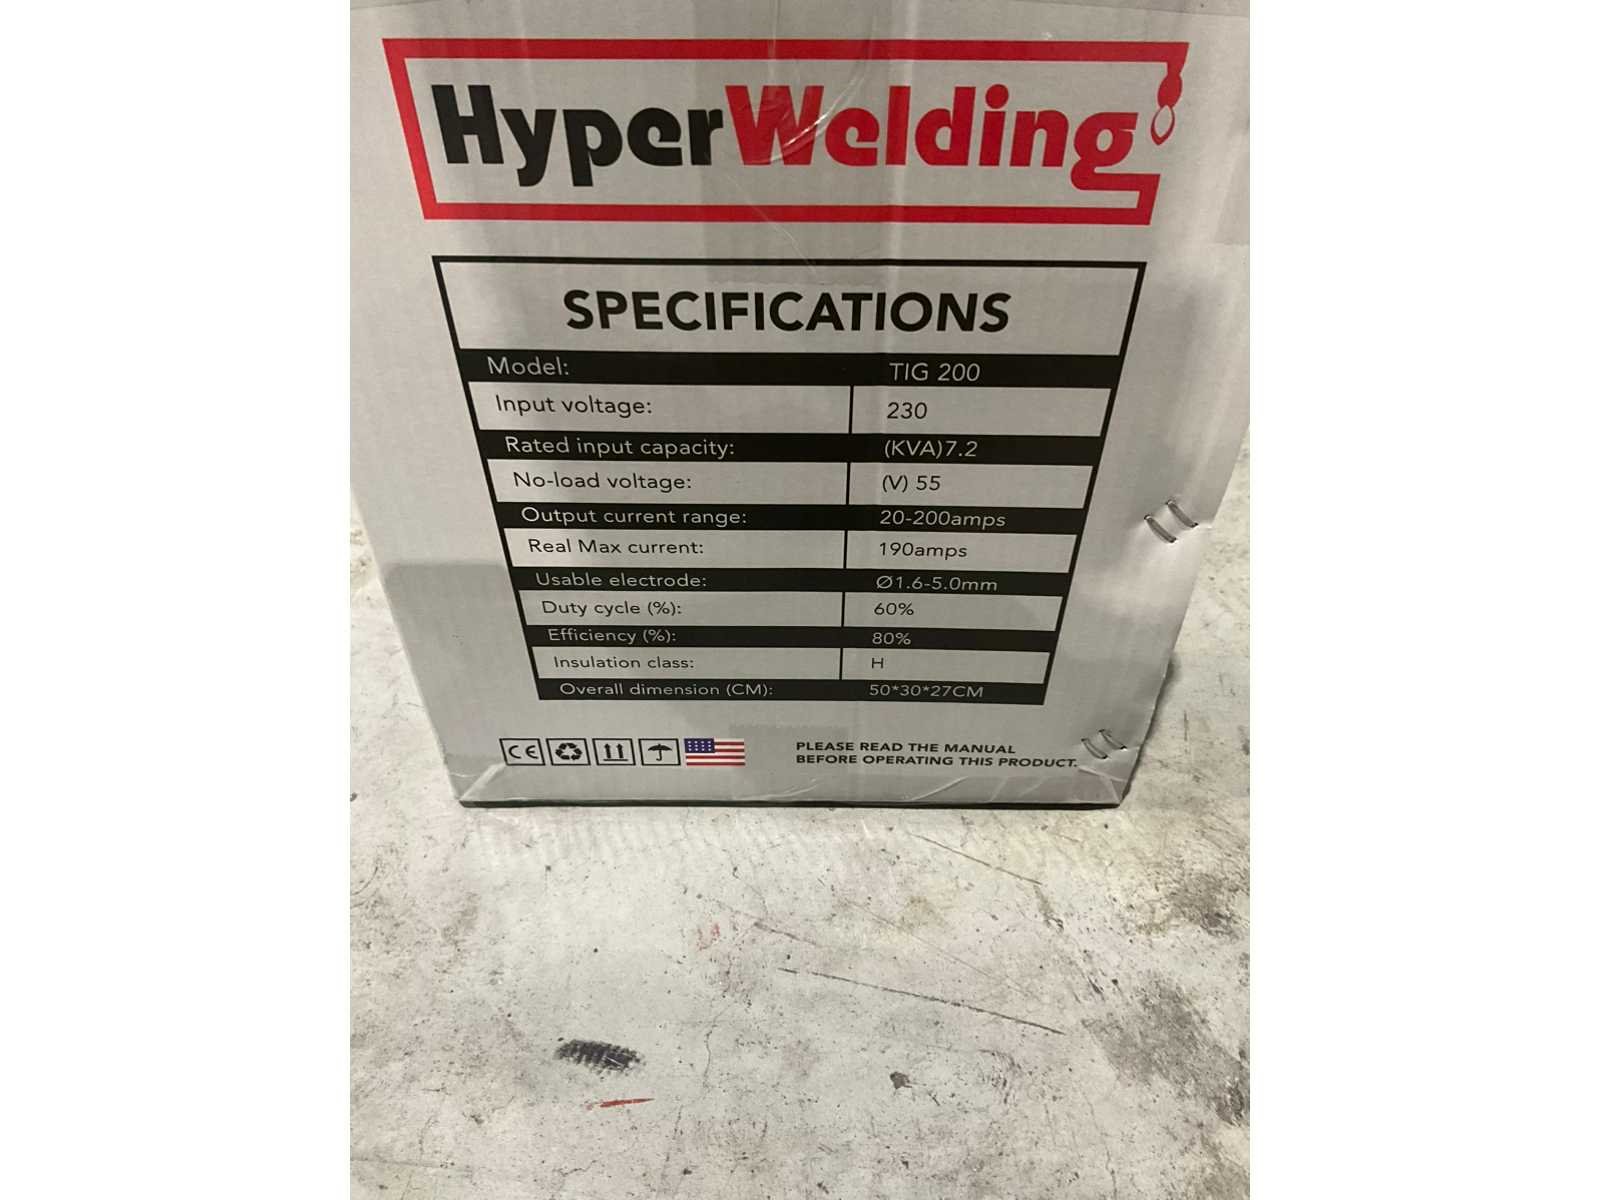 HyperWelding
SPECIFICATIONS
Model: TIG 200
Input voltage: 230
Rated input capacity: (KVA)7.2
No-load voltage: (V) 55
Output current range: 20-200amps
Real Max current: 190amps
Usable electrode: Ø1.6-5.0mm
Duty cycle (%): 60%
Efficiency (%): 80%
Insulation class: H
Overall dimension (CM): 50*30*27CM
CE
PLEASE READ THE MANUAL
BEFORE OPERATING THIS PRODUCT.